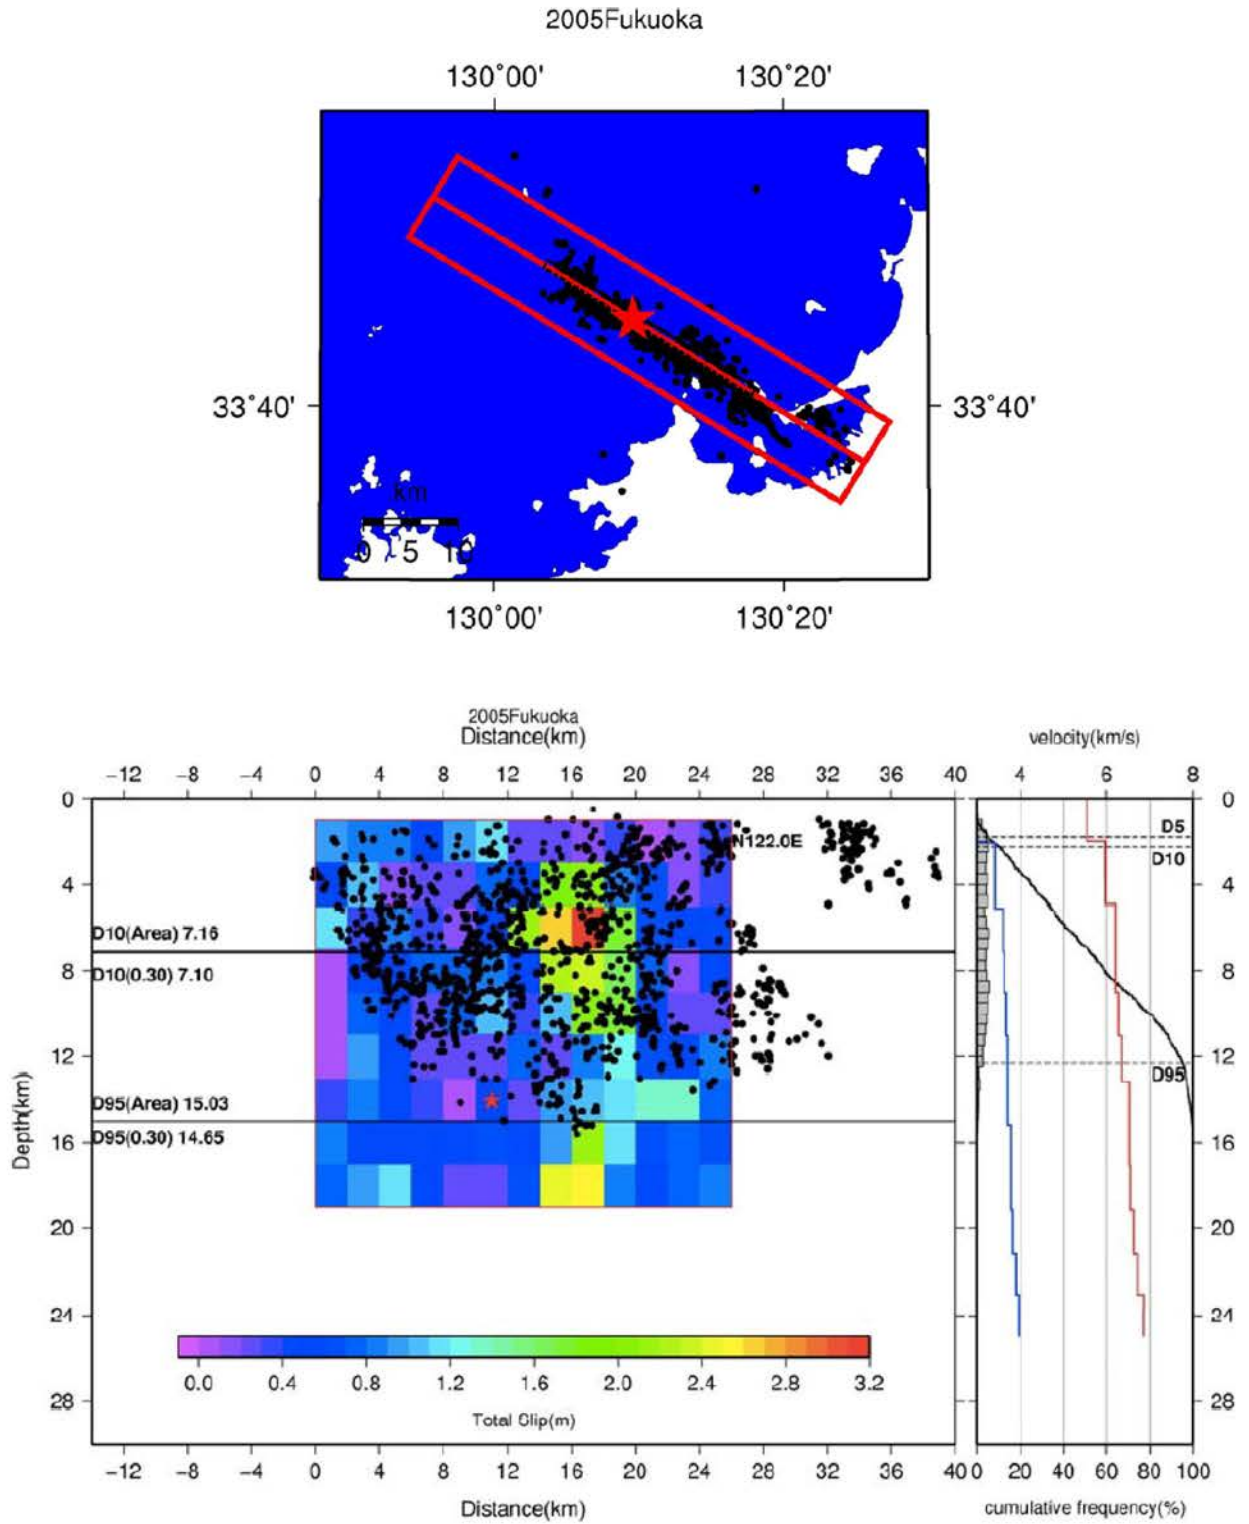 2005Fukuoka
130°00' 130°20'
33°40' 33°40'
km
0 5 10
130°00' 130°20'
2005Fukuoka
Distance(km) velocity(km/s)
−12 −8 −4 0 4 8 12 16 20 24 28 32 36 40 4 6 8
0 0
D5
N122.0E
D10
4 4
D10(Area) 7.16
8 8
D10(0.30) 7.10
12 12
D95
D95(Area) 15.03
Depth(km)
D95(0.30) 14.65
16 16
20 20
24 24
0.0 0.4 0.8 1.2 1.6 2.0 2.4 2.8 3.2
28 28
Total Slip(m)
−12 −8 −4 0 4 8 12 16 20 24 28 32 36 40 0 20 40 60 80 100
Distance(km) cumulative frequency(%)